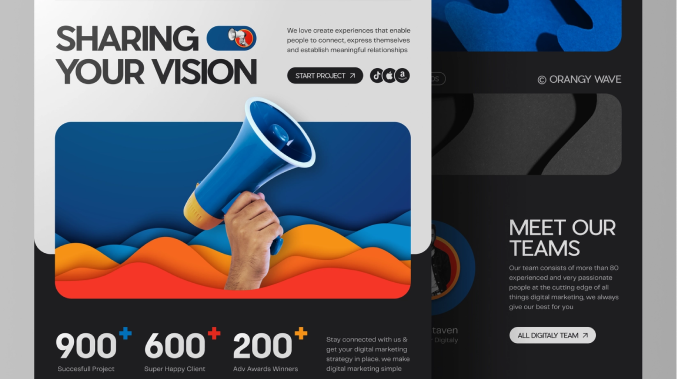 SHARING
YOUR VISION
We love create experiences that enable
people to connect, express themselves
and establish meaningful relationships
START PROJECT
© ORANGY WAVE
MEET OUR
TEAMS
Our team consists of more than 80
experienced and very passionate
people at the cutting edge of all
things digital marketing, we always
give our best for you
ALL DIGITALY TEAM
taven
Digitaly
900+
Succesfull Project
600+
Super Happy Client
200+
Adv Awards Winners
Stay connected with us &
get your digital marketing
strategy in place. we make
digital marketing simple